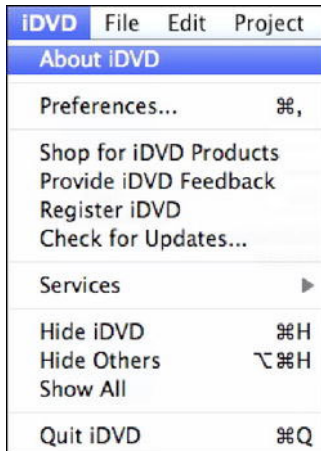 iDVD File Edit Project
About iDVD
Preferences... ⌘,
Shop for iDVD Products
Provide iDVD Feedback
Register iDVD
Check for Updates...
Services ▶
Hide iDVD ⌘H
Hide Others ⌥⌘H
Show All
Quit iDVD ⌘Q